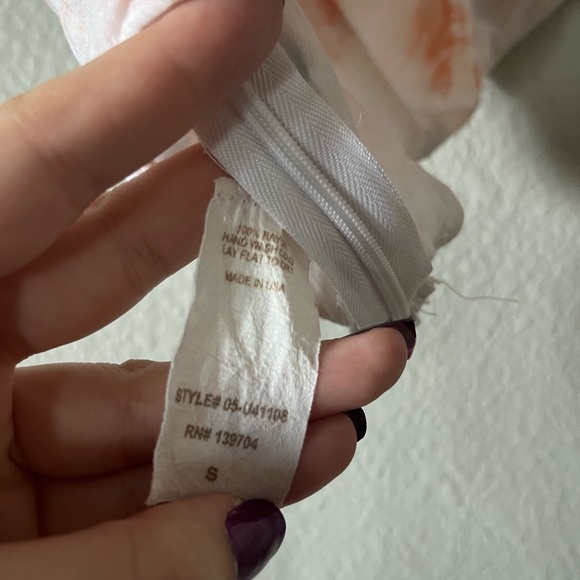 100% RAYON
HAND WASH COLD
LAY FLAT TO DRY
MADE IN USA
STYLE# 05-U41108
RN# 139704
S